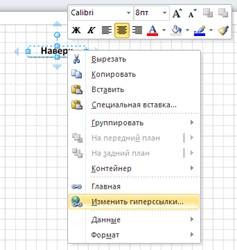 Calibri 8пт А А
Ж К А
Наверх
Вырезать
Копировать
Вставить
Специальная вставка...
Группировать
На передний план
На задний план
Контейнер
Главная
Изменить гиперссылки...
Данные
Формат